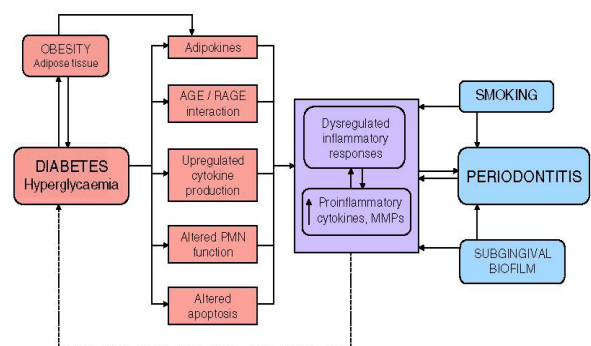 OBESITY
Adipose tissue
DIABETES
Hyperglycaemia
Adipokines
AGE / RAGE
interaction
Upregulated
cytokine
production
Altered PMN
function
Altered
apoptosis
Dysregulated
inflammatory
responses
Proinflammatory
cytokines, MMPs
SMOKING
PERIODONTITIS
SUBGINGIVAL
BIOFILM